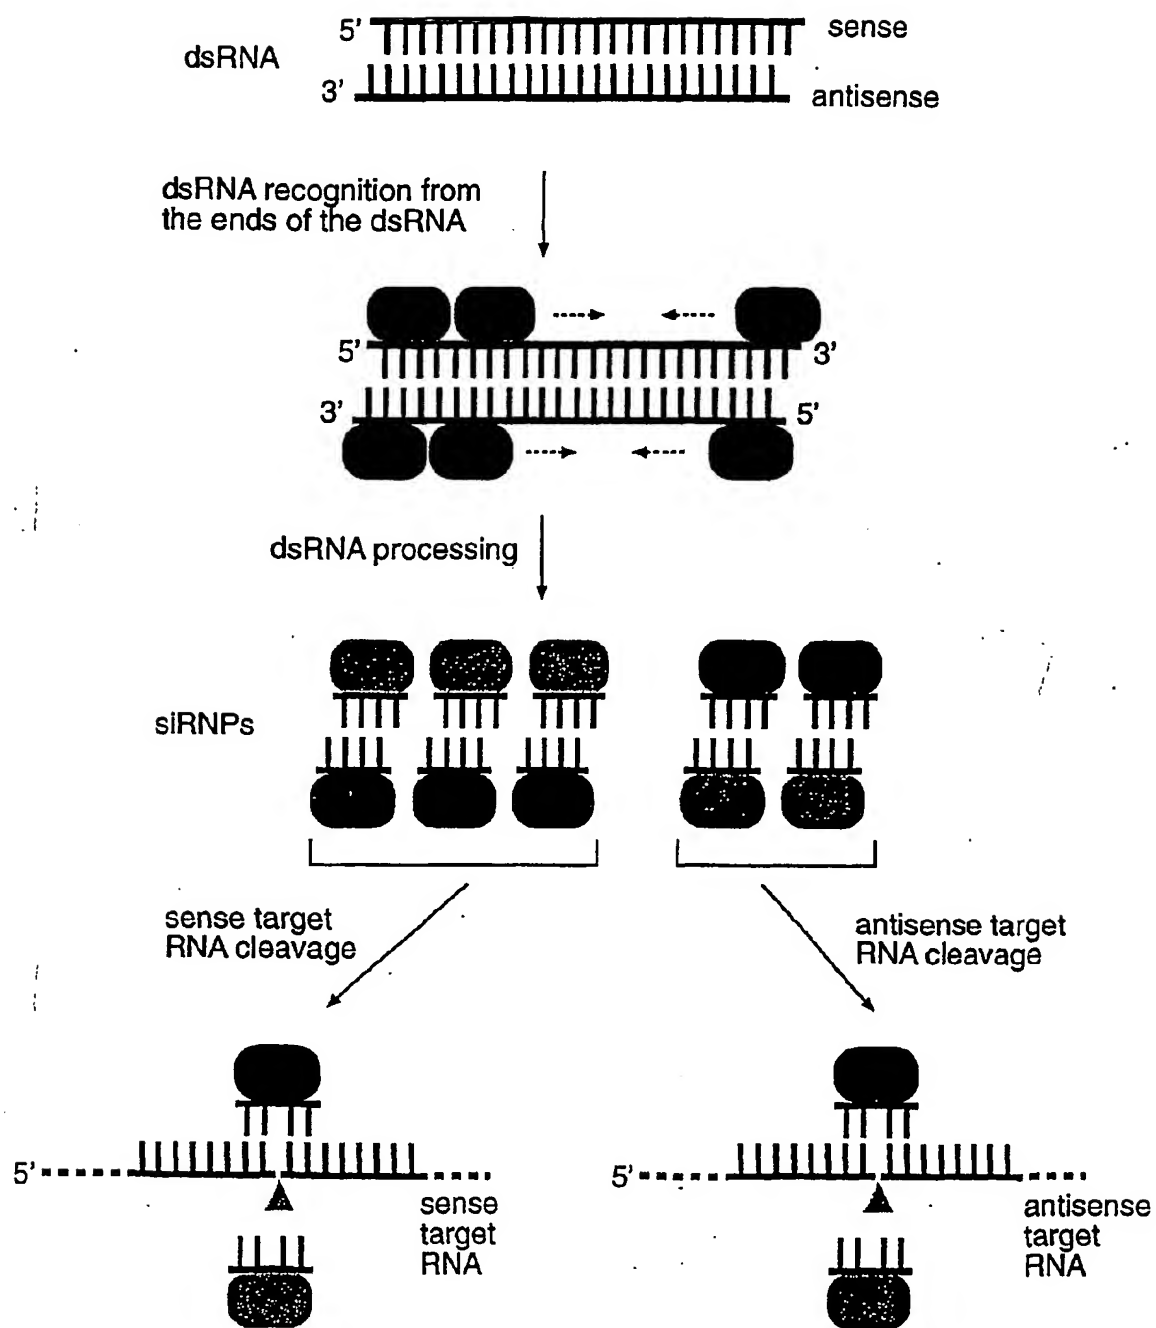 5' sense
dsRNA
3' antisense
dsRNA recognition from
the ends of the dsRNA
5' 3'
3' 5'
dsRNA processing
siRNPs
sense target
RNA cleavage
antisense target
RNA cleavage
5'
sense
target
RNA
5'
antisense
target
RNA